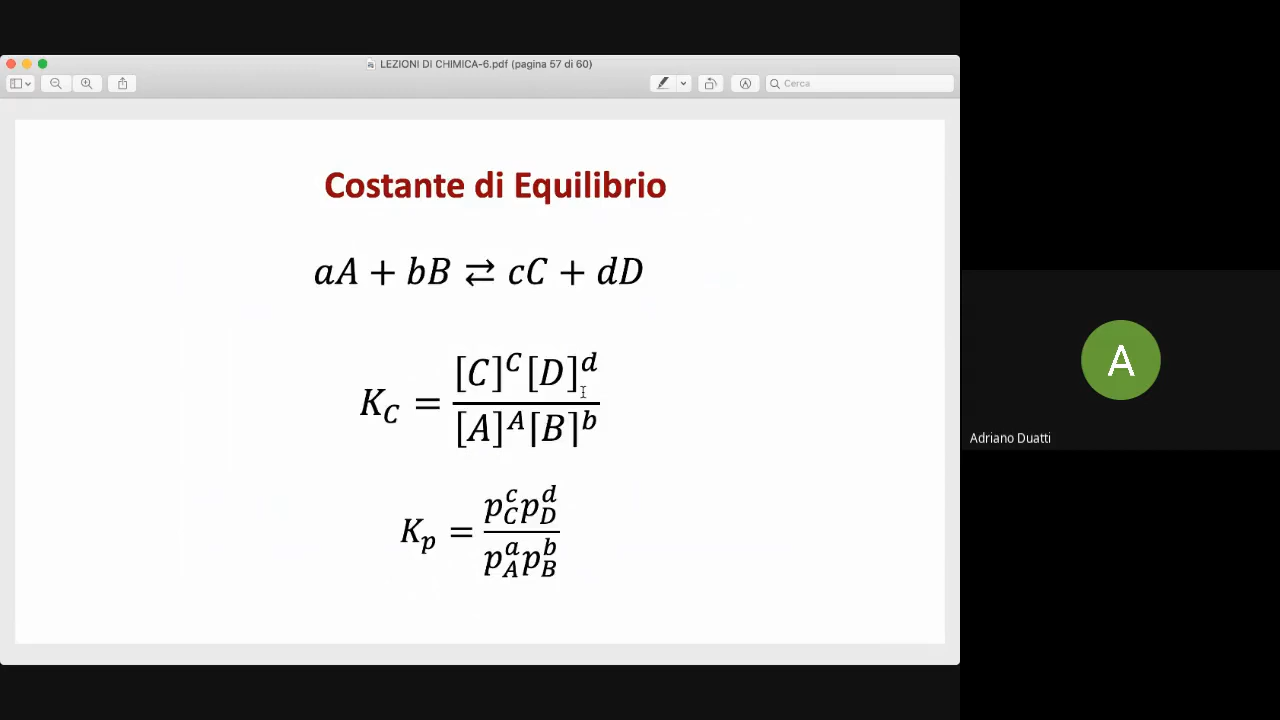 LEZIONI DI CHIMICA-6.pdf (pagina 57 di 60)
Cerca
Costante di Equilibrio
aA + bB ⇄ cC + dD
K_C = [C]^C [D]^d / [A]^A [B]^b
K_p = p_C^c p_D^d / p_A^a p_B^b
A
Adriano Duatti